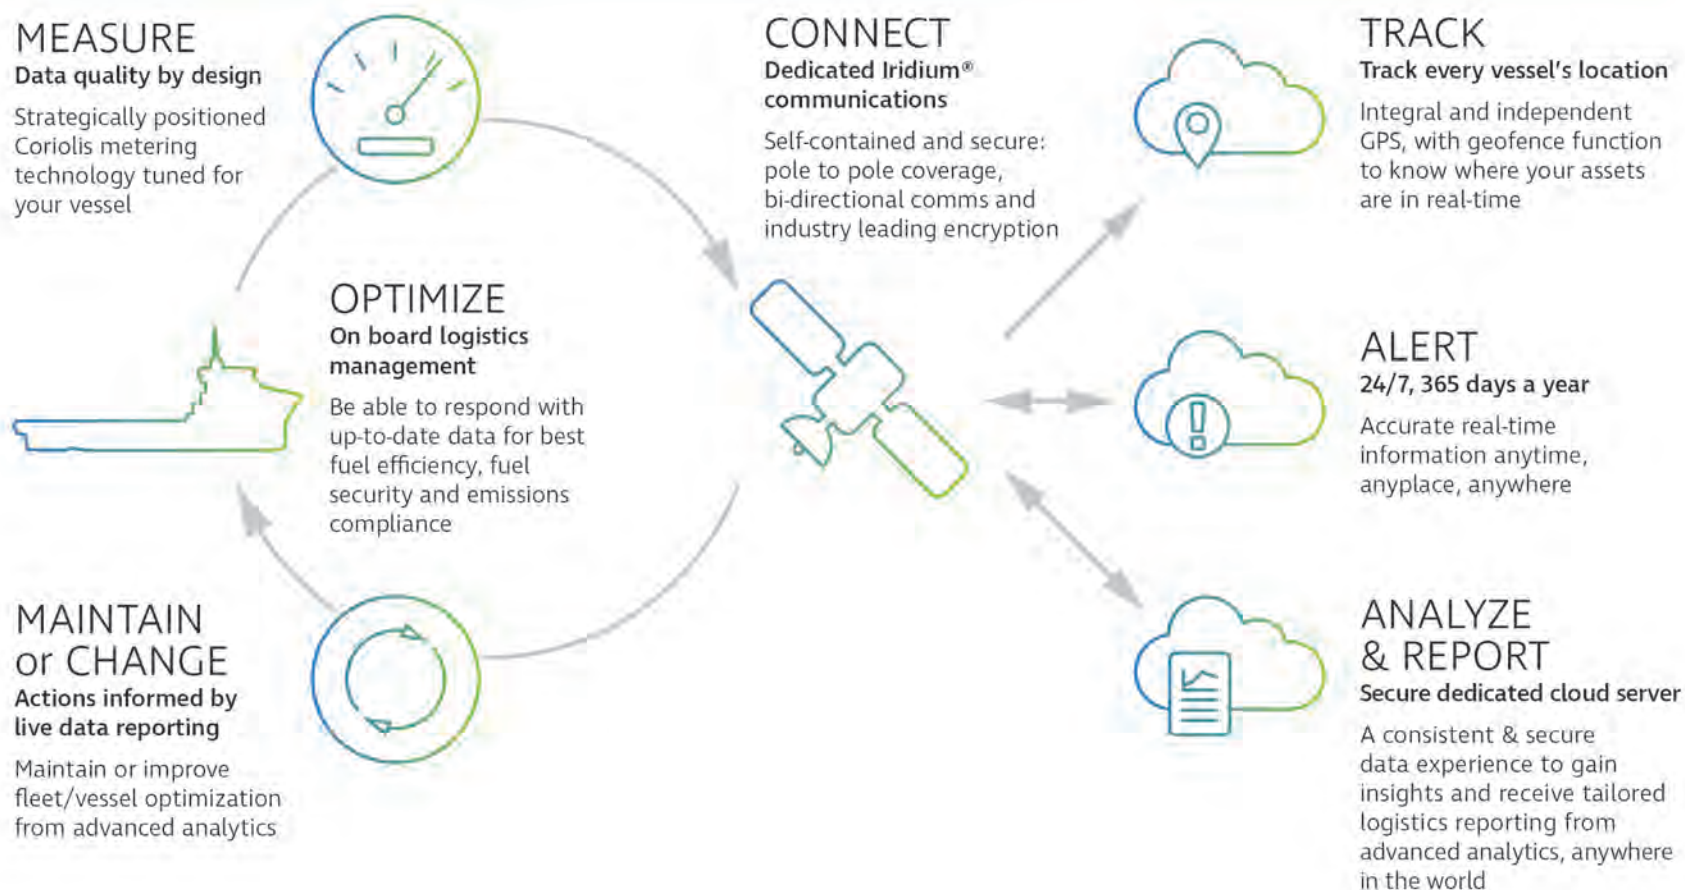 MEASURE
Data quality by design
Strategically positioned
Coriolis metering
technology tuned for
your vessel
OPTIMIZE
On board logistics
management
Be able to respond with
up-to-date data for best
fuel efficiency, fuel
security and emissions
compliance
MAINTAIN
or CHANGE
Actions informed by
live data reporting
Maintain or improve
fleet/vessel optimization
from advanced analytics
CONNECT
Dedicated Iridium®
communications
Self-contained and secure:
pole to pole coverage,
bi-directional comms and
industry leading encryption
TRACK
Track every vessel's location
Integral and independent
GPS, with geofence function
to know where your assets
are in real-time
ALERT
24/7, 365 days a year
Accurate real-time
information anytime,
anyplace, anywhere
ANALYZE
& REPORT
Secure dedicated cloud server
A consistent & secure
data experience to gain
insights and receive tailored
logistics reporting from
advanced analytics, anywhere
in the world